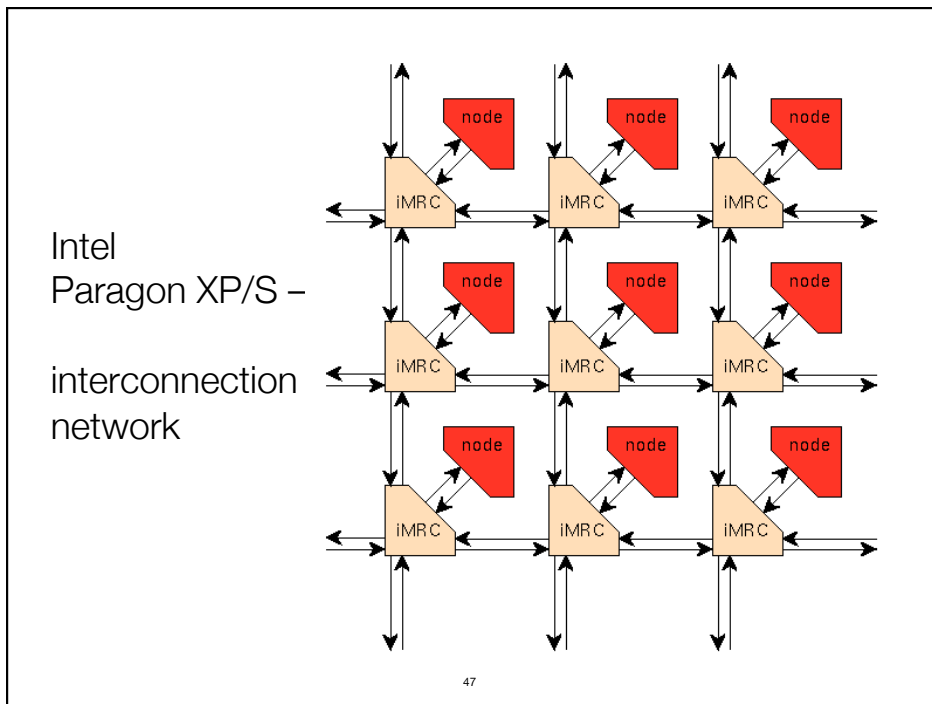 Intel
Paragon XP/S –
interconnection
network
node
node
node
iMRC
iMRC
iMRC
node
node
node
iMRC
iMRC
iMRC
node
node
node
iMRC
iMRC
iMRC
47